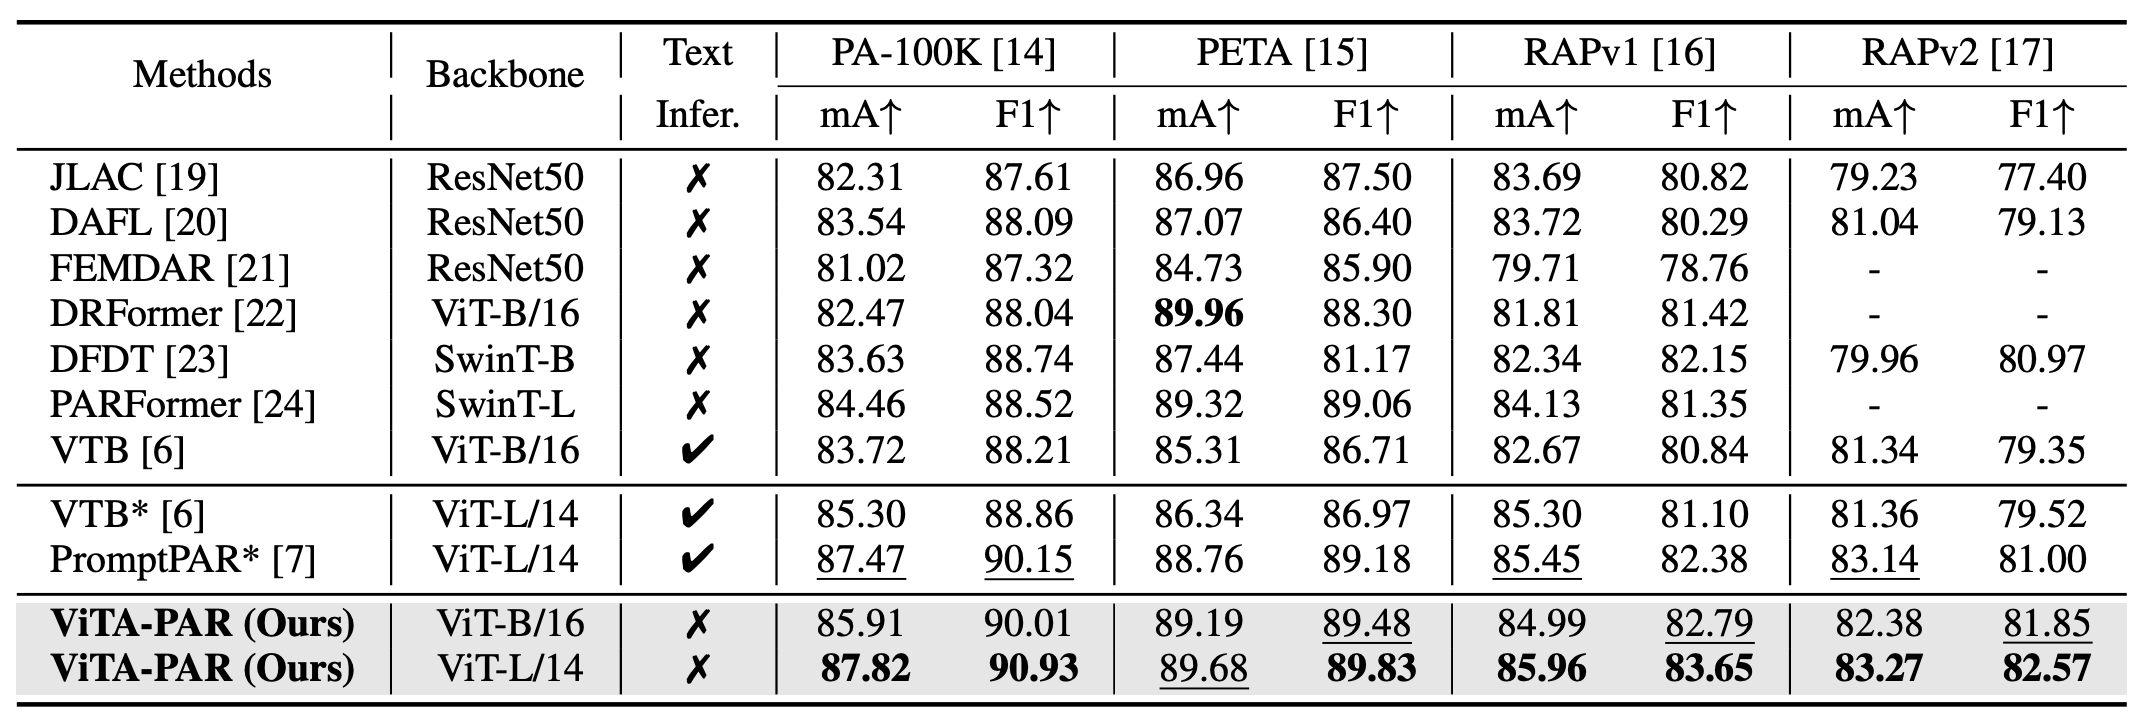 Methods Backbone Text Infer. PA-100K [14] PETA [15] RAPv1 [16] RAPv2 [17]
mA↑ F1↑ mA↑ F1↑ mA↑ F1↑ mA↑ F1↑
JLAC [19] ResNet50 ✗ 82.31 87.61 86.96 87.50 83.69 80.82 79.23 77.40
DAFL [20] ResNet50 ✗ 83.54 88.09 87.07 86.40 83.72 80.29 81.04 79.13
FEMDAR [21] ResNet50 ✗ 81.02 87.32 84.73 85.90 79.71 78.76 - -
DRFormer [22] ViT-B/16 ✗ 82.47 88.04 89.96 88.30 81.81 81.42 - -
DFDT [23] SwinT-B ✗ 83.63 88.74 87.44 81.17 82.34 82.15 79.96 80.97
PARFormer [24] SwinT-L ✗ 84.46 88.52 89.32 89.06 84.13 81.35 - -
VTB [6] ViT-B/16 ✔ 83.72 88.21 85.31 86.71 82.67 80.84 81.34 79.35
VTB* [6] ViT-L/14 ✔ 85.30 88.86 86.34 86.97 85.30 81.10 81.36 79.52
PromptPAR* [7] ViT-L/14 ✔ 87.47 90.15 88.76 89.18 85.45 82.38 83.14 81.00
ViTA-PAR (Ours) ViT-B/16 ✗ 85.91 90.01 89.19 89.48 84.99 82.79 82.38 81.85
ViTA-PAR (Ours) ViT-L/14 ✗ 87.82 90.93 89.68 89.83 85.96 83.65 83.27 82.57